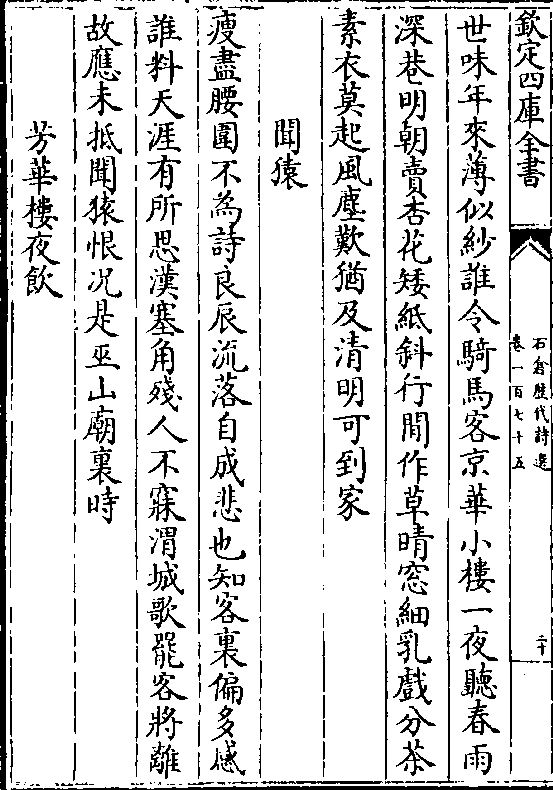 欽定四庫全書
石倉歷代詩選
卷一百七十五
二十
世味年來薄似紗誰令騎馬客京華小樓一夜聽春雨
深巷明朝賣杏花矮紙斜行閒作草晴窓細乳戲分茶
素衣莫起風塵歎猶及清明可到家
聞猿
瘦盡腰圍不為詩良辰流落自成悲也知客裏偏多感
誰料天涯有所思漢塞角殘人不寐渭城歌罷客將離
故應未抵聞猿恨况是巫山廟裏時
芳華樓夜飲